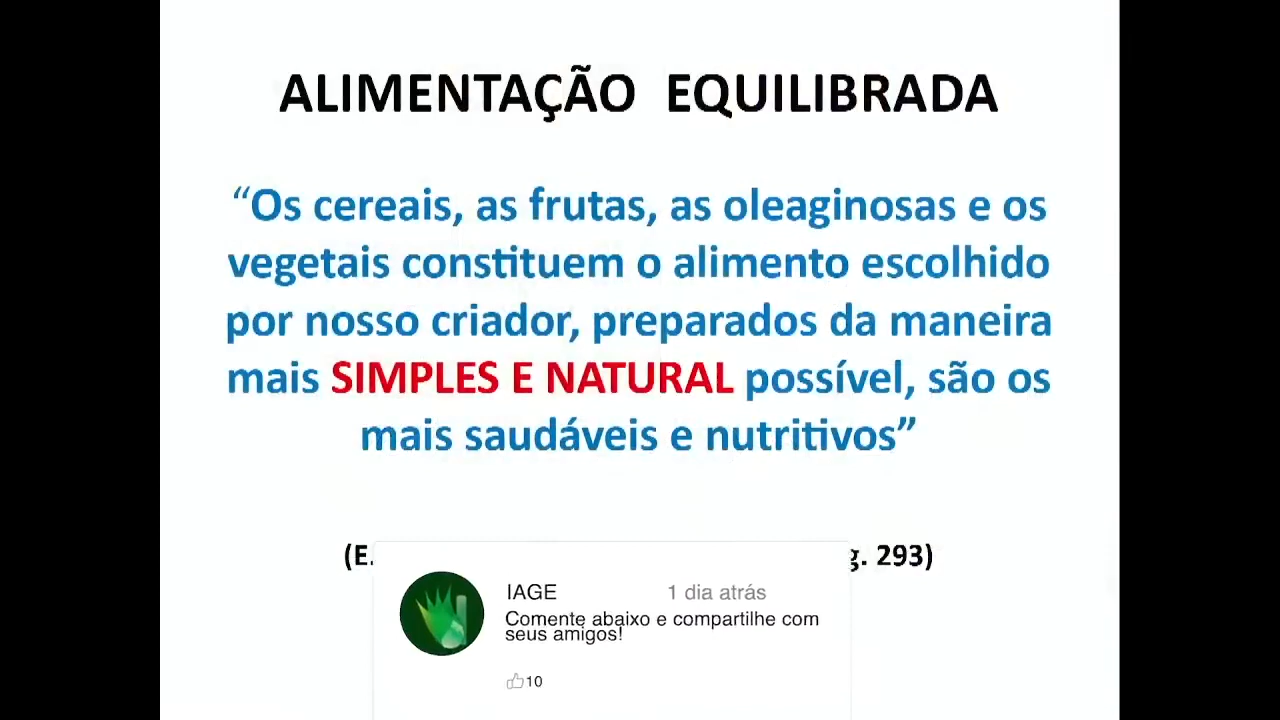 ALIMENTAÇÃO EQUILIBRADA
“Os cereais, as frutas, as oleaginosas e os
vegetais constituem o alimento escolhido
por nosso criador, preparados da maneira
mais SIMPLES E NATURAL possível, são os
mais saudáveis e nutritivos”
(E. g. 293)
IAGE 1 dia atrás
Comente abaixo e compartilhe com
seus amigos!
10